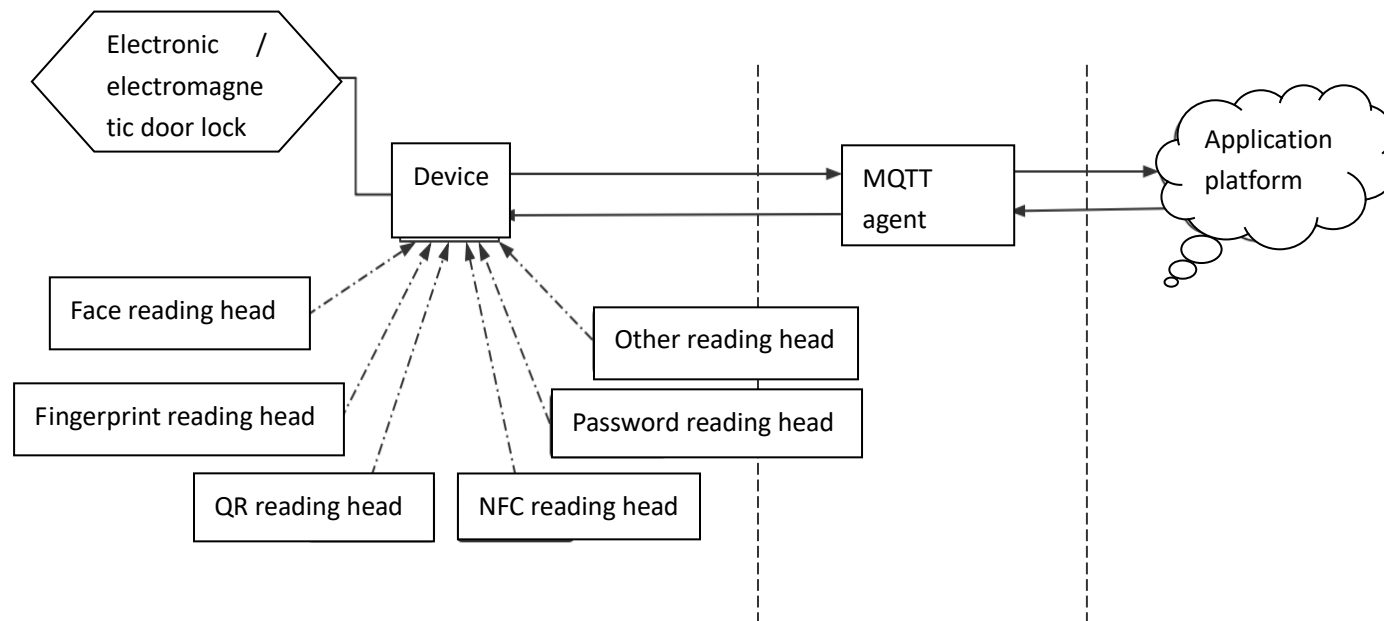 Electronic /
electromagne
tic door lock
Device
MQTT
agent
Application
platform
Face reading head
Other reading head
Fingerprint reading head
Password reading head
QR reading head
NFC reading head